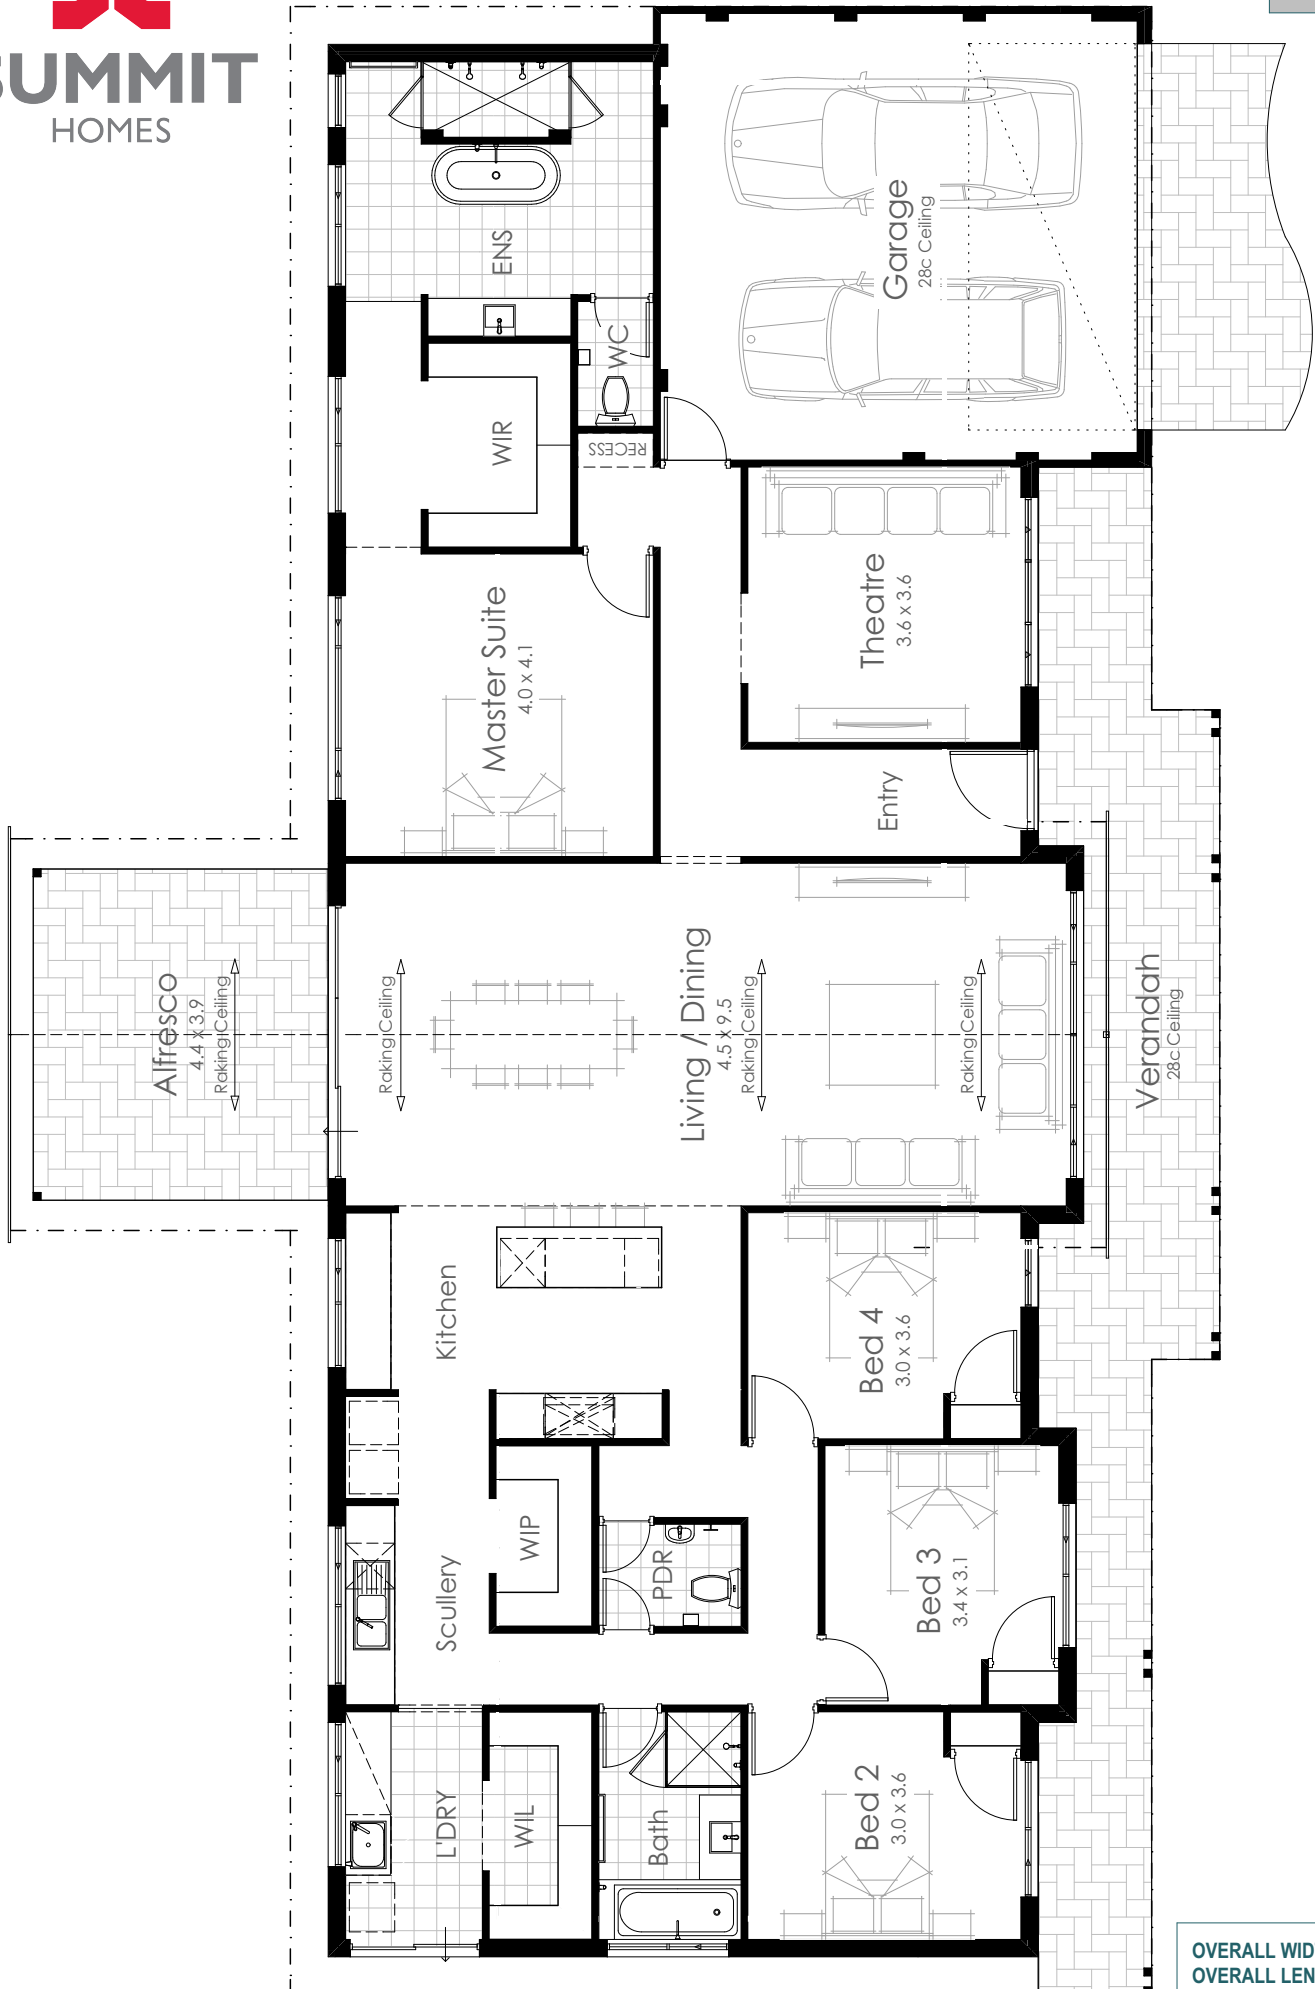 SUMMIT
HOMES
ENS
WC
WIR
RECESS
Garage
28c Ceiling
Master Suite
4.0 x 4.1
Theatre
3.6 x 3.6
Entry
Alfresco
4.4 x 3.9
Raking Ceiling
Raking Ceiling
Living / Dining
4.5 x 9.5
Raking Ceiling
Raking Ceiling
Verandah
28c Ceiling
Kitchen
Bed 4
3.0 x 3.6
Scullery
WIP
PDR
Bed 3
3.4 x 3.1
L'DRY
WIL
Bath
Bed 2
3.0 x 3.6
OVERALL WID
OVERALL LEN